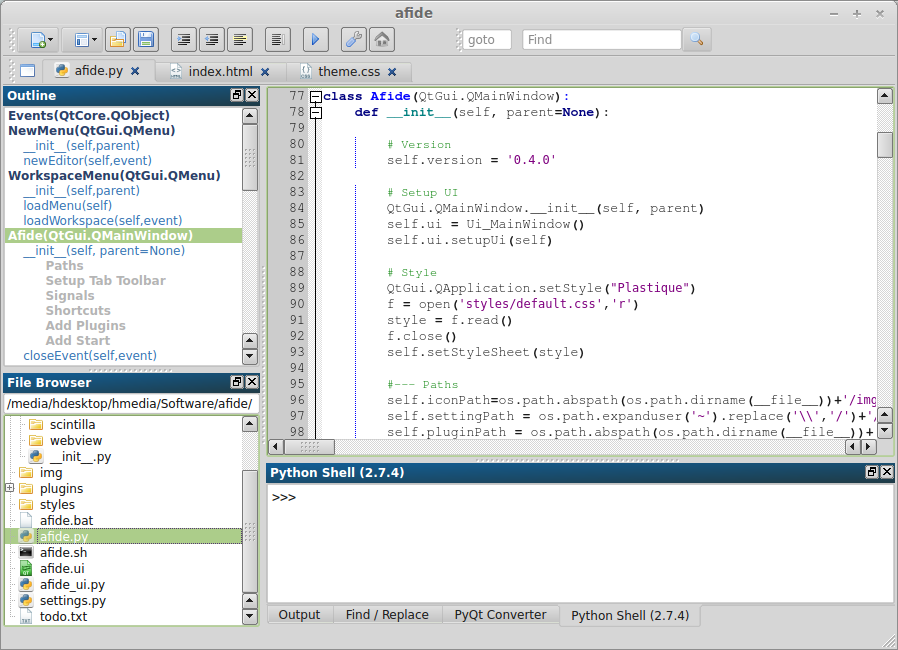 afide
goto
Find
afide.py
index.html
theme.css
Outline
Events(QtCore.QObject)
NewMenu(QtGui.QMenu)
__init__(self,parent)
newEditor(self,event)
WorkspaceMenu(QtGui.QMenu)
__init__(self,parent)
loadMenu(self)
loadWorkspace(self,event)
Afide(QtGui.QMainWindow)
__init__(self, parent=None)
Paths
Setup Tab Toolbar
Signals
Shortcuts
Add Plugins
Add Start
closeEvent(self,event)
File Browser
/media/hdesktop/hmedia/Software/afide/
scintilla
webview
__init__.py
img
plugins
styles
afide.bat
afide.py
afide.sh
afide.ui
afide_ui.py
settings.py
todo.txt
77 class Afide(QtGui.QMainWindow):
78 def __init__(self, parent=None):
79
80 # Version
81 self.version = '0.4.0'
82
83 # Setup UI
84 QtGui.QMainWindow.__init__(self, parent)
85 self.ui = Ui_MainWindow()
86 self.ui.setupUi(self)
87
88 # Style
89 QtGui.QApplication.setStyle("Plastique")
90 f = open('styles/default.css','r')
91 style = f.read()
92 f.close()
93 self.setStyleSheet(style)
94
95 #--- Paths
96 self.iconPath=os.path.abspath(os.path.dirname(__file__))+'/img
97 self.settingPath = os.path.expanduser('~').replace('\\','/')+'/
98 self.pluginPath = os.path.abspath(os.path.dirname(__file__))+
Python Shell (2.7.4)
>>>
Output
Find / Replace
PyQt Converter
Python Shell (2.7.4)